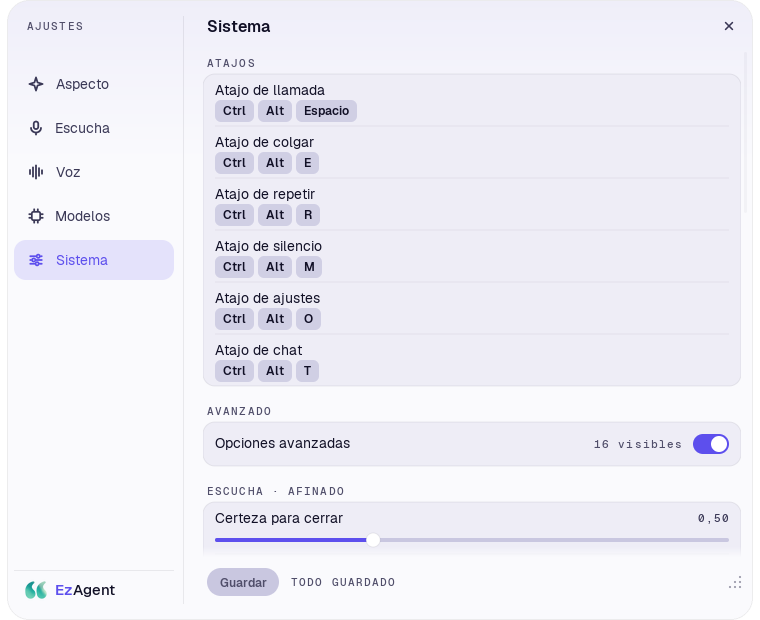 AJUSTES
Aspecto
Escucha
Voz
Modelos
Sistema
EzAgent
Sistema
ATAJOS
Atajo de llamada
Ctrl Alt Espacio
Atajo de colgar
Ctrl Alt E
Atajo de repetir
Ctrl Alt R
Atajo de silencio
Ctrl Alt M
Atajo de ajustes
Ctrl Alt O
Atajo de chat
Ctrl Alt T
AVANZADO
Opciones avanzadas 16 visibles
ESCUCHA · AFINADO
Certeza para cerrar 0,50
Guardar TODO GUARDADO